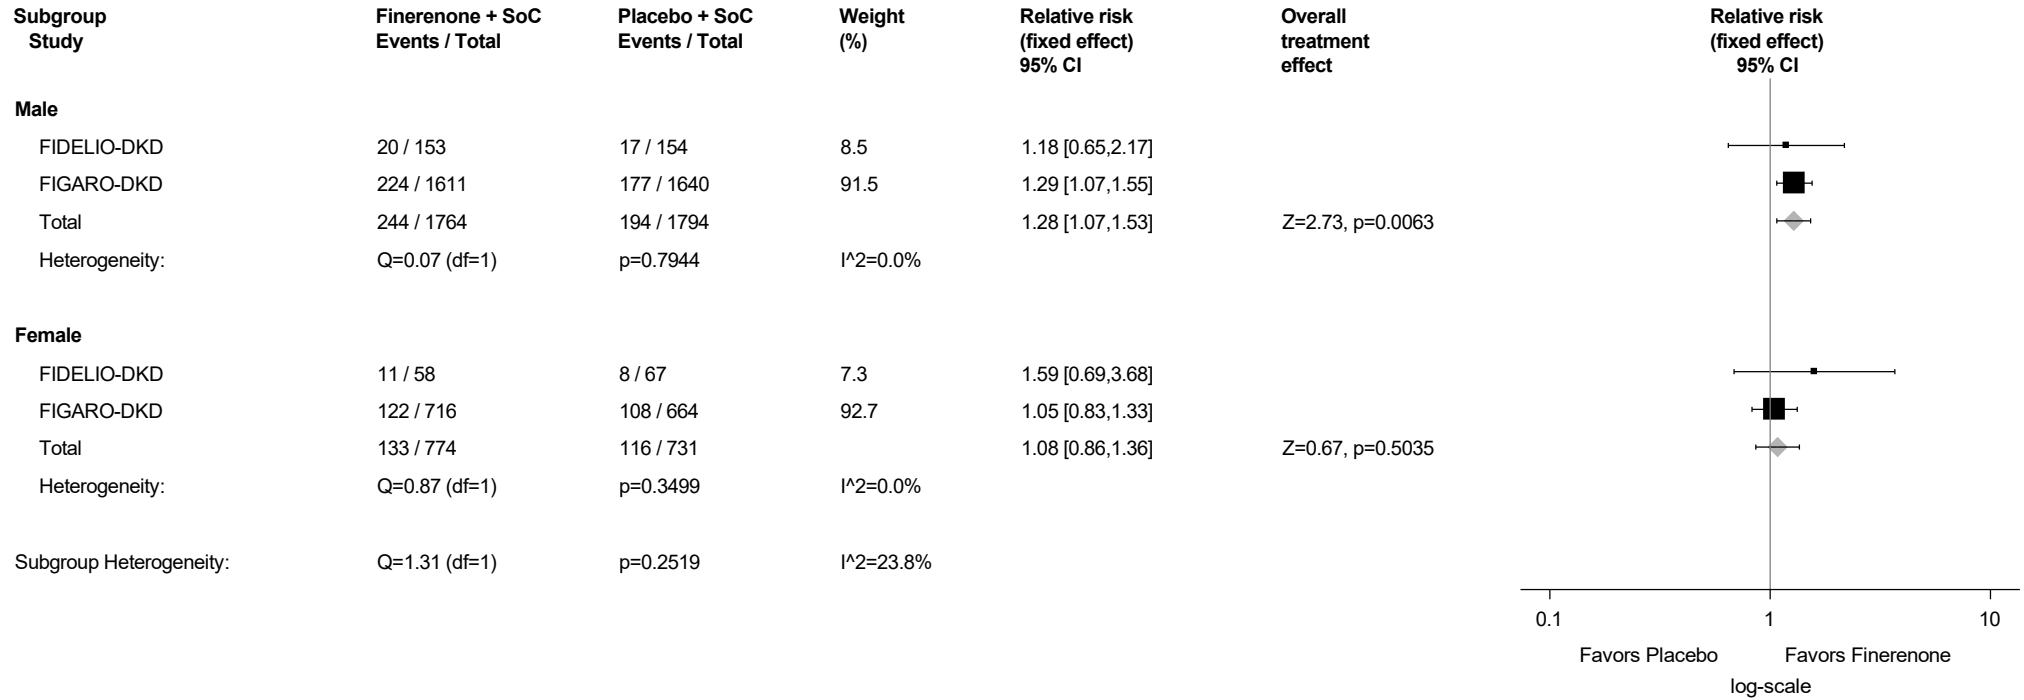 Subgroup Finerenone + SoC Placebo + SoC Weight Relative risk Overall Relative risk
Study Events / Total Events / Total (%) (fixed effect) treatment (fixed effect)
95% CI effect 95% CI
Male
FIDELIO-DKD 20 / 153 17 / 154 8.5 1.18 [0.65,2.17]
FIGARO-DKD 224 / 1611 177 / 1640 91.5 1.29 [1.07,1.55]
Total 244 / 1764 194 / 1794 1.28 [1.07,1.53] Z=2.73, p=0.0063
Heterogeneity: Q=0.07 (df=1) p=0.7944 I^2=0.0%
Female
FIDELIO-DKD 11 / 58 8 / 67 7.3 1.59 [0.69,3.68]
FIGARO-DKD 122 / 716 108 / 664 92.7 1.05 [0.83,1.33]
Total 133 / 774 116 / 731 1.08 [0.86,1.36] Z=0.67, p=0.5035
Heterogeneity: Q=0.87 (df=1) p=0.3499 I^2=0.0%
Subgroup Heterogeneity: Q=1.31 (df=1) p=0.2519 I^2=23.8%
0.1 1 10
Favors Placebo Favors Finerenone
log-scale